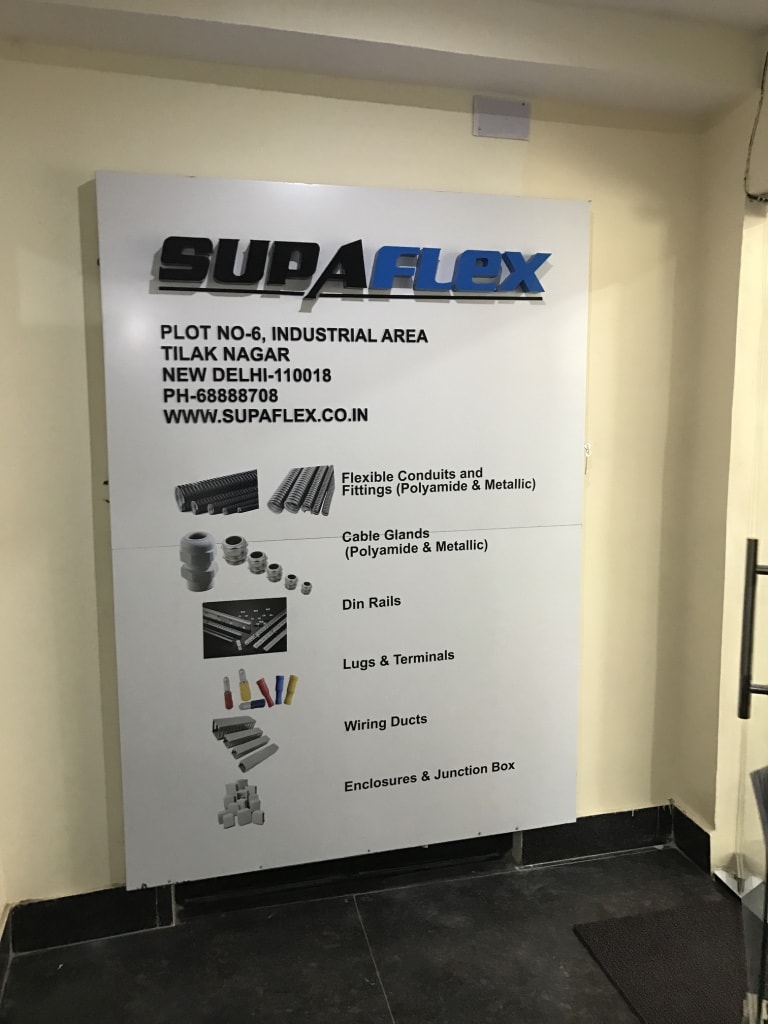 SUPAFLEX
PLOT NO-6, INDUSTRIAL AREA
TILAK NAGAR
NEW DELHI-110018
PH-68888708
WWW.SUPAFLEX.CO.IN
Flexible Conduits and
Fittings (Polyamide & Metallic)
Cable Glands
(Polyamide & Metallic)
Din Rails
Lugs & Terminals
Wiring Ducts
Enclosures & Junction Box